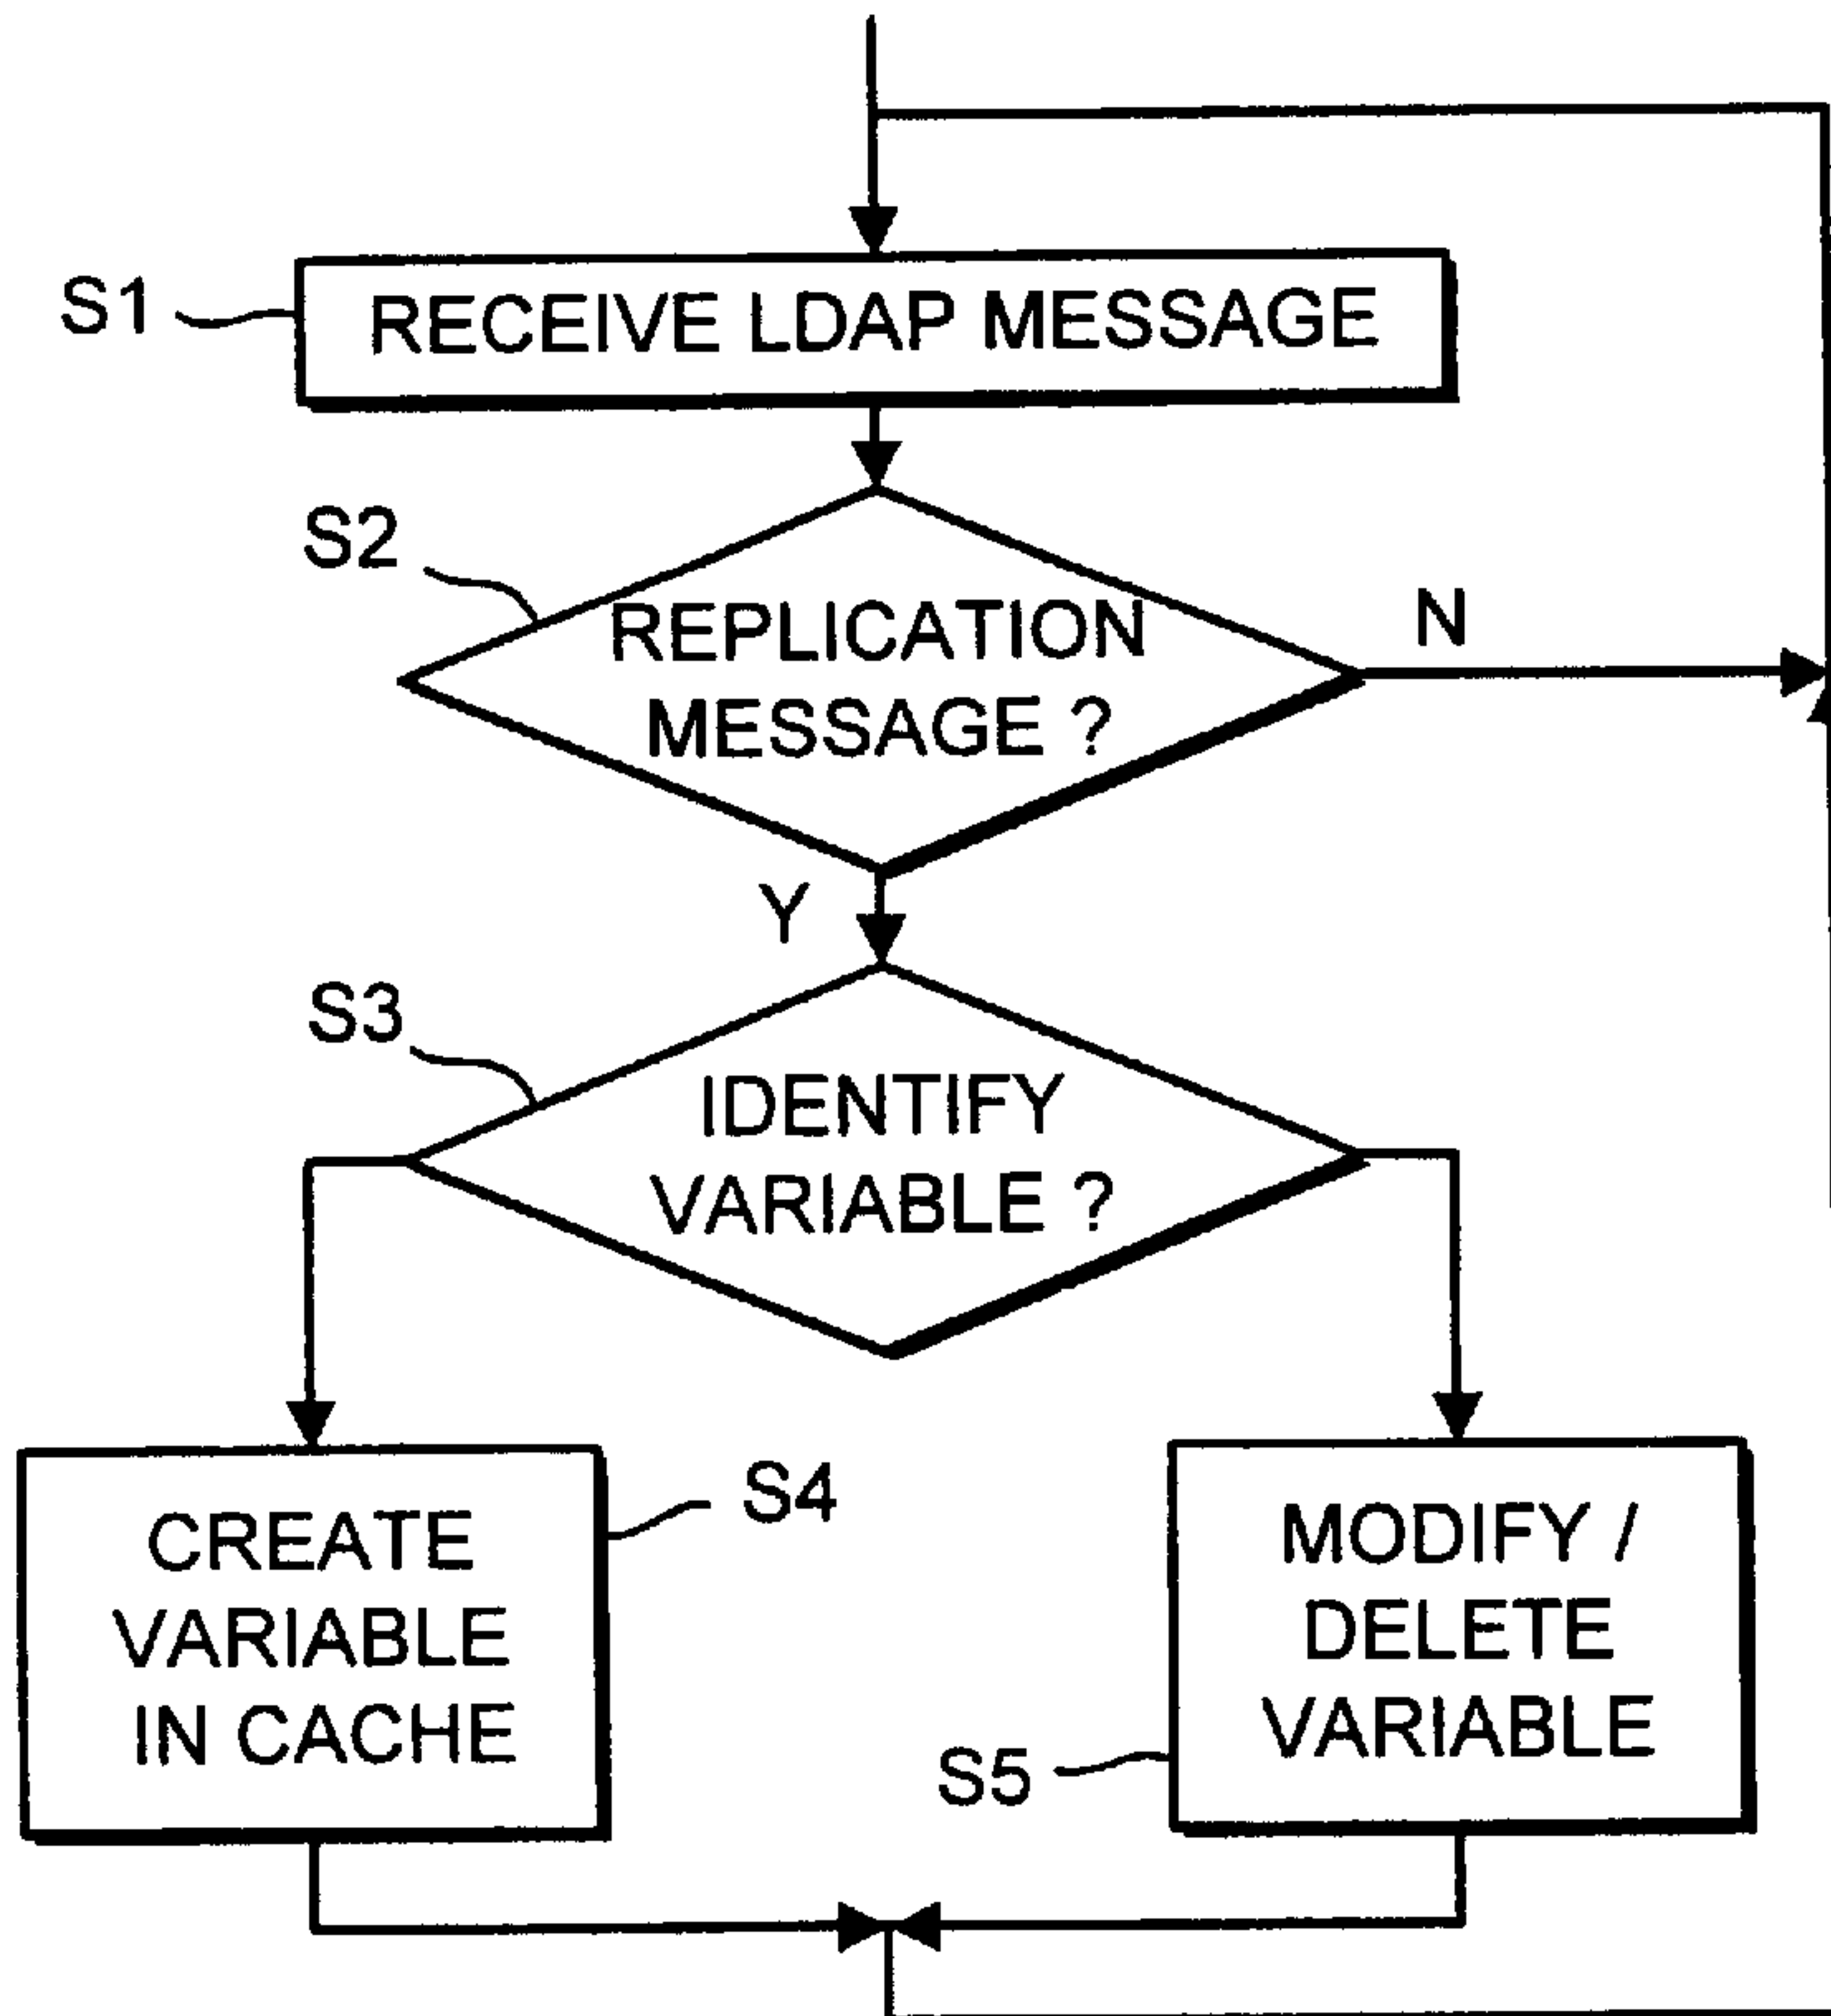 S1
RECEIVE LDAP MESSAGE
S2
REPLICATION
MESSAGE ?
N
Y
S3
IDENTIFY
VARIABLE ?
CREATE
VARIABLE
IN CACHE
S4
MODIFY /
DELETE
VARIABLE
S5